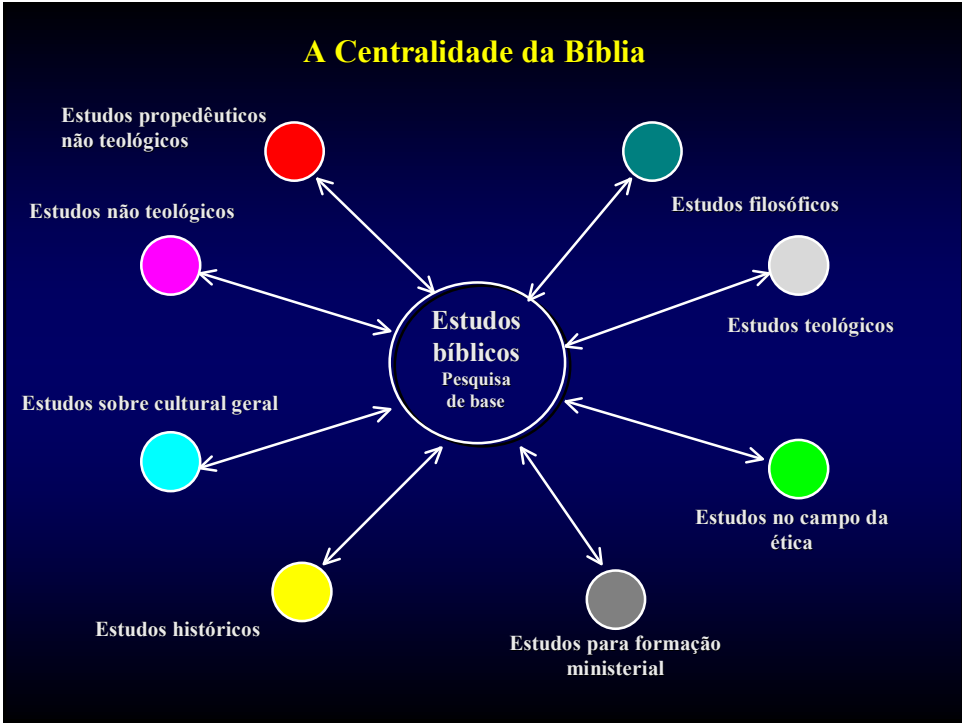 A Centralidade da Bíblia
Estudos propedêuticos
não teológicos
Estudos não teológicos
Estudos filosóficos
Estudos teológicos
Estudos
bíblicos
Pesquisa
de base
Estudos sobre cultural geral
Estudos no campo da
ética
Estudos históricos
Estudos para formação
ministerial